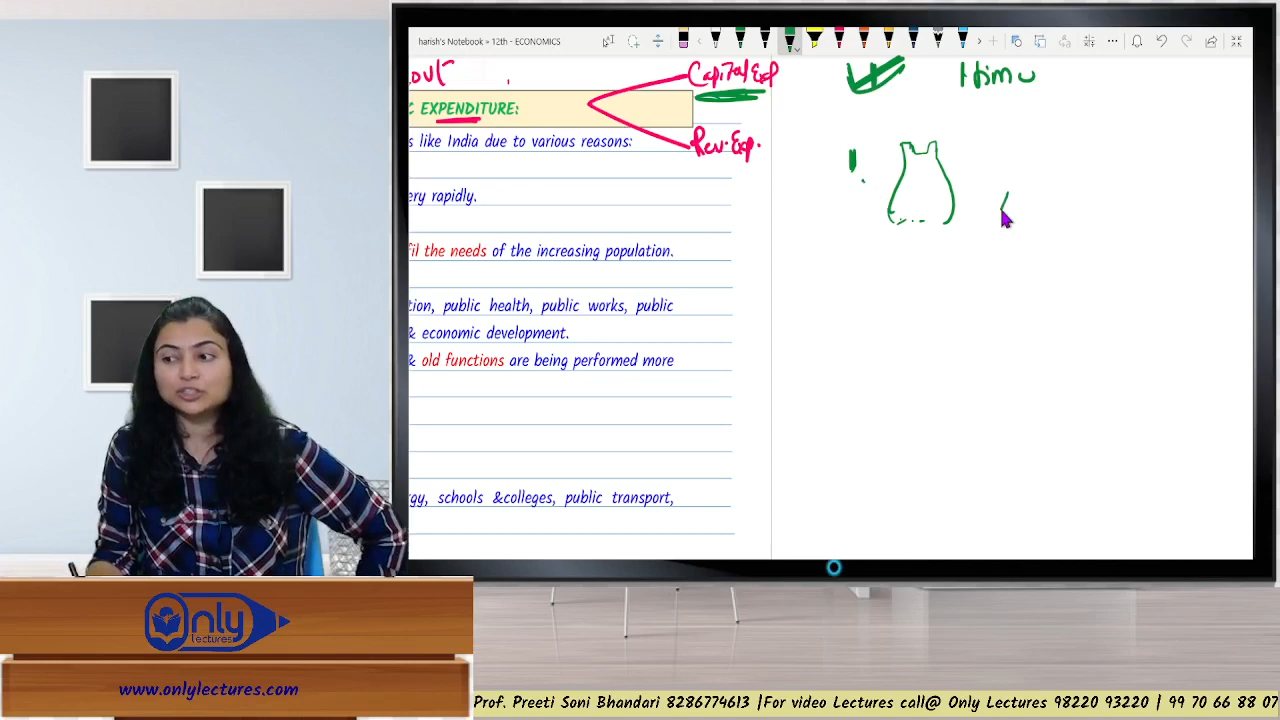 harish's Notebook » 12th - ECONOMICS
Capital Exp
EXPENDITURE:
s like India due to various reasons:
Rev. Exp.
ery rapidly.
fil the needs of the increasing population.
tion, public health, public works, public
& economic development.
& old functions are being performed more
gy, schools &colleges, public transport,
Only
lectures
www.onlylectures.com
Prof. Preeti Soni Bhandari 8286774613 |For video Lectures call@ Only Lectures 98220 93220 | 99 70 66 88 07